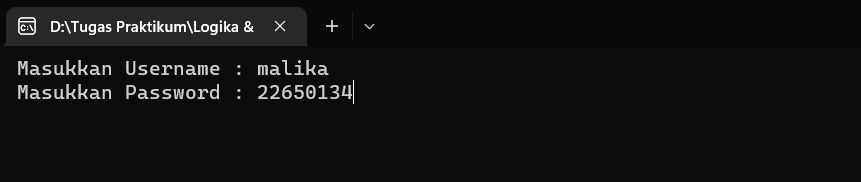 D:\Tugas Praktikum\Logika &
Masukkan Username : malika
Masukkan Password : 22650134